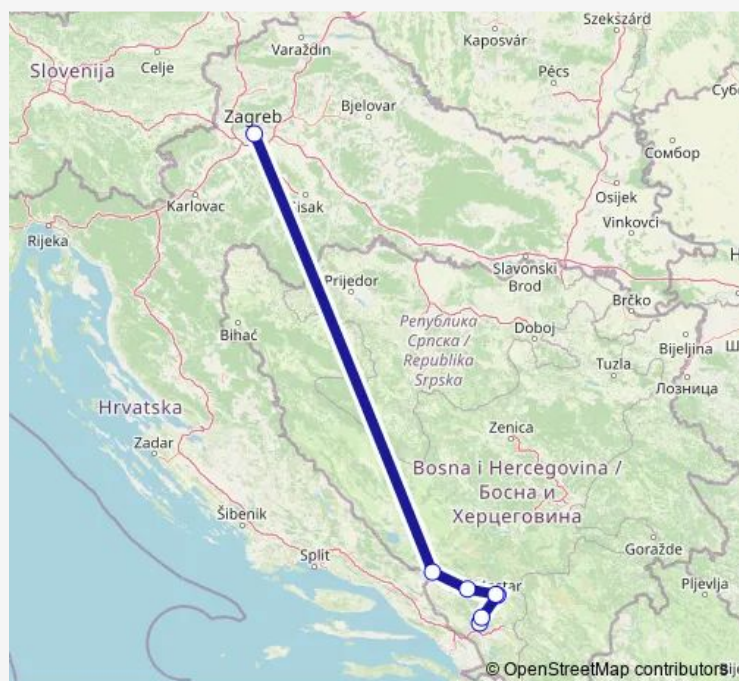 Szekszárd
Kaposvár
Varaždin
Celje
Slovenija
Pécs
Bjelovar
Zagreb
Сомбор
Karlovac
Osijek
Vinkovci
Rijeka
Slavonski
Brod
Prijedor
Brčko
Република
Српска /
Republika
Srpska
Doboj
Bihać
Bijeljina
Tuzla
Лозница
Hrvatska
Zenica
Zadar
Bosna i Hercegovina /
Босна и
Херцеговина
Šibenik
Goražde
Split
Pljevlja
© OpenStreetMap contributors